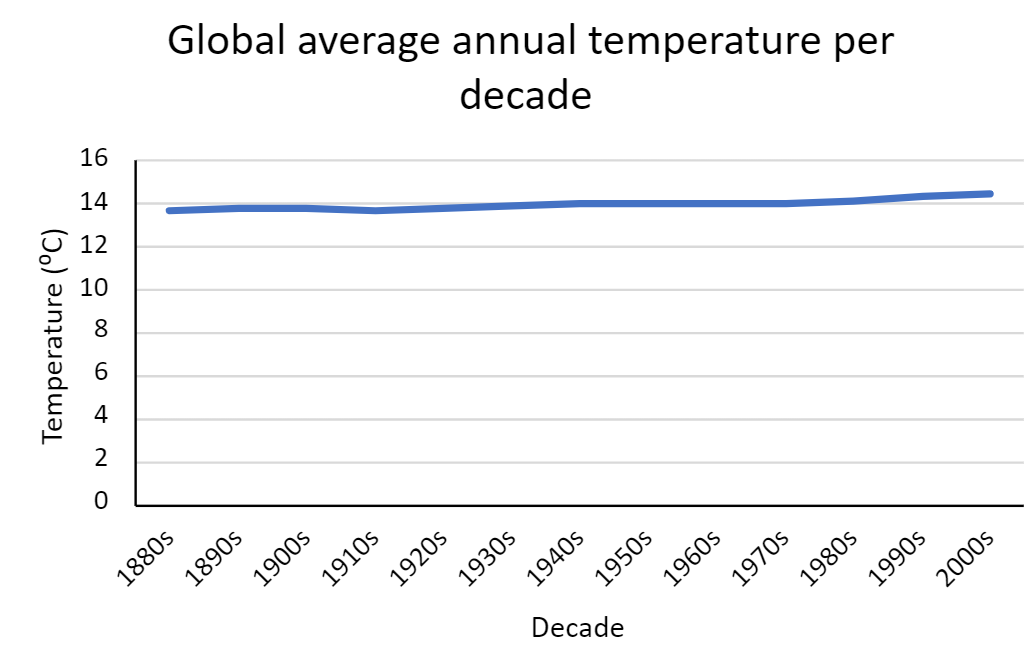 Global average annual temperature per
decade
Temperature (⁰C)
16
14
12
10
8
6
4
2
0
1880s
1890s
1900s
1910s
1920s
1930s
1940s
1950s
1960s
1970s
1980s
1990s
2000s
Decade